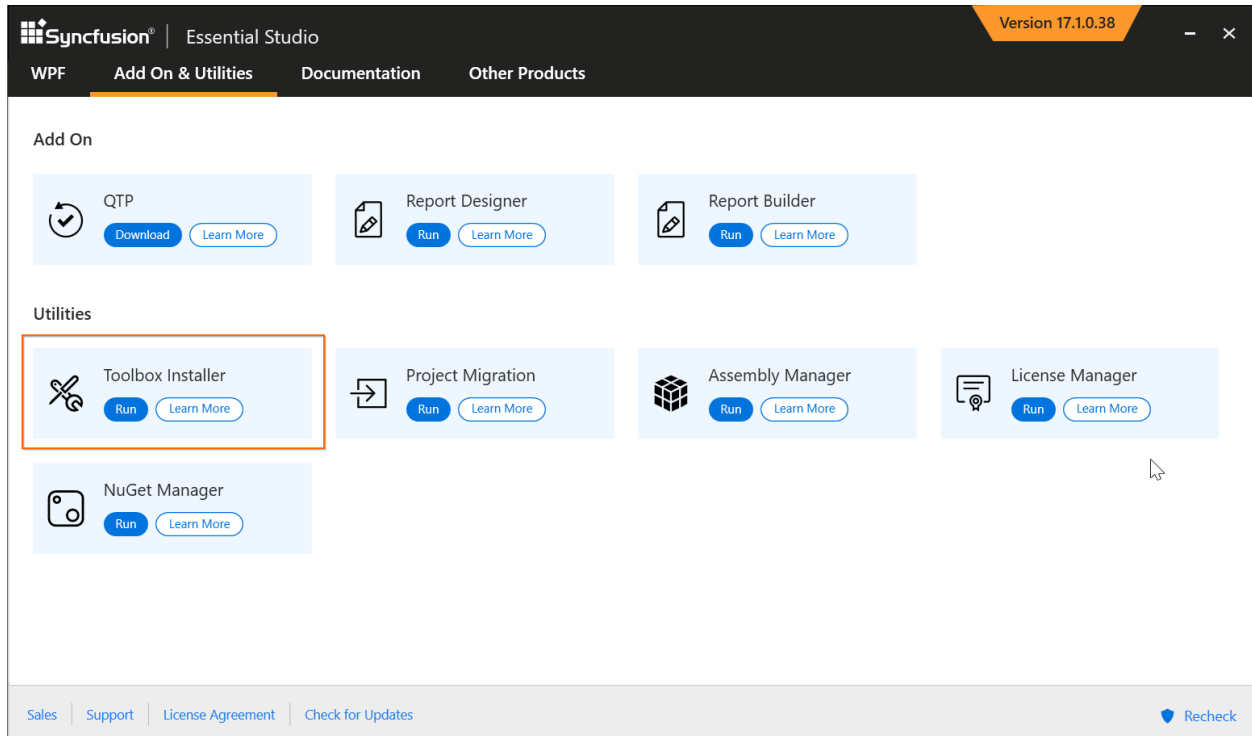 Syncfusion® | Essential Studio
Version 17.1.0.38
WPF Add On & Utilities Documentation Other Products
Add On
QTP
Download Learn More
Report Designer
Run Learn More
Report Builder
Run Learn More
Utilities
Toolbox Installer
Run Learn More
Project Migration
Run Learn More
Assembly Manager
Run Learn More
License Manager
Run Learn More
NuGet Manager
Run Learn More
Sales Support License Agreement Check for Updates Recheck